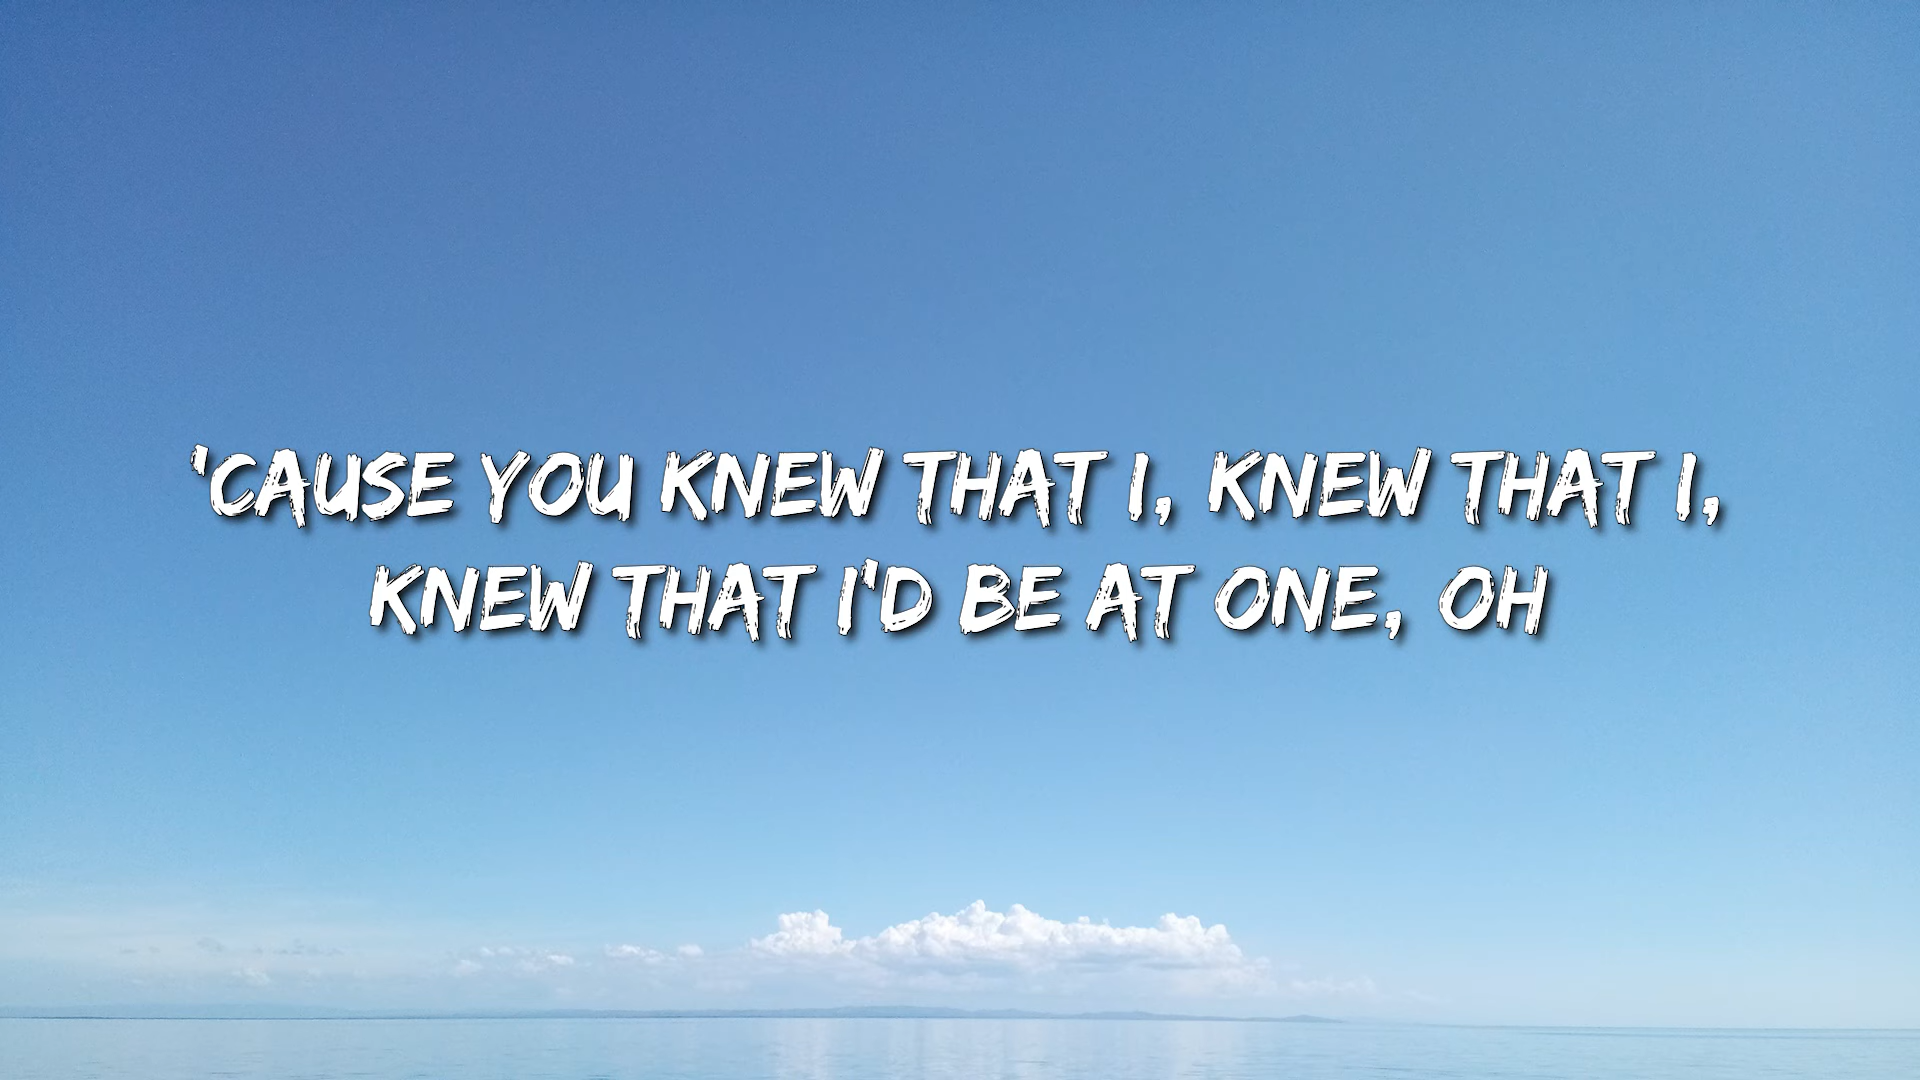 'CAUSE YOU KNEW THAT I, KNEW THAT I,
KNEW THAT I'D BE AT ONE, OH